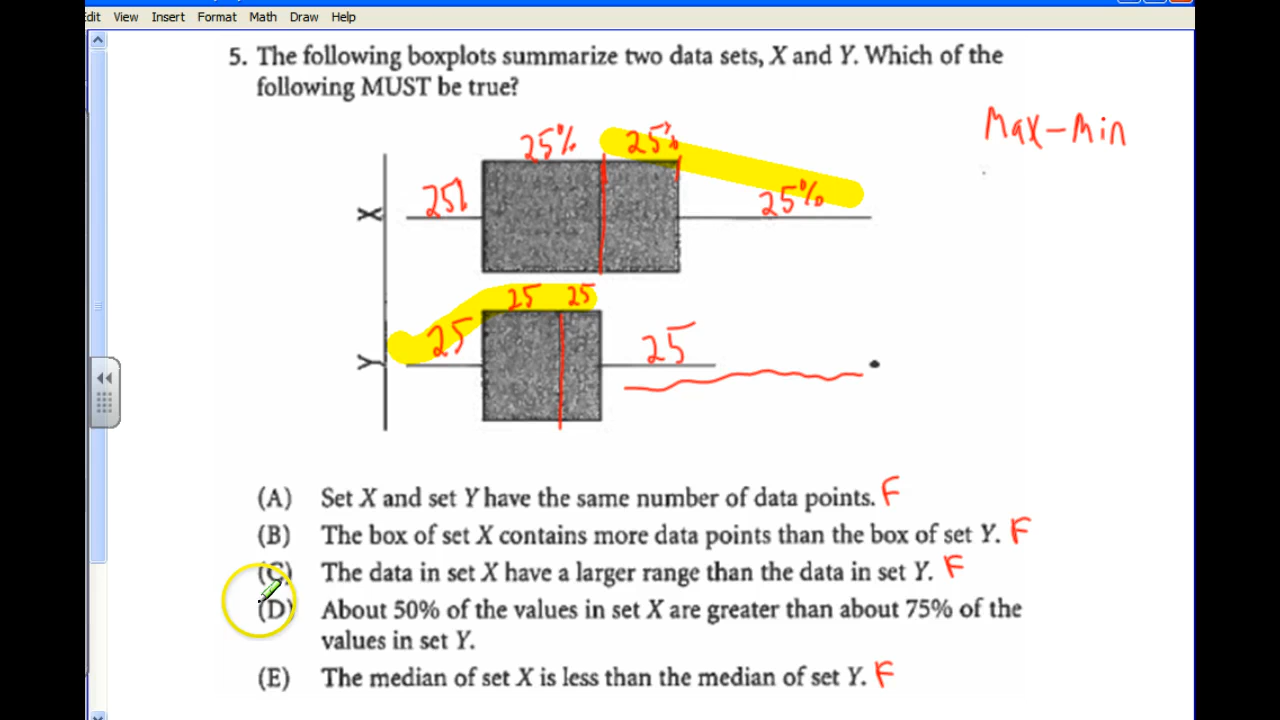 Edit View Insert Format Math Draw Help
5. The following boxplots summarize two data sets, X and Y. Which of the
following MUST be true?
Max-Min
25% 25%
25% 25%
X
25 25
25 25
Y
(A) Set X and set Y have the same number of data points. F
(B) The box of set X contains more data points than the box of set Y. F
(C) The data in set X have a larger range than the data in set Y. F
(D) About 50% of the values in set X are greater than about 75% of the
values in set Y.
(E) The median of set X is less than the median of set Y. F